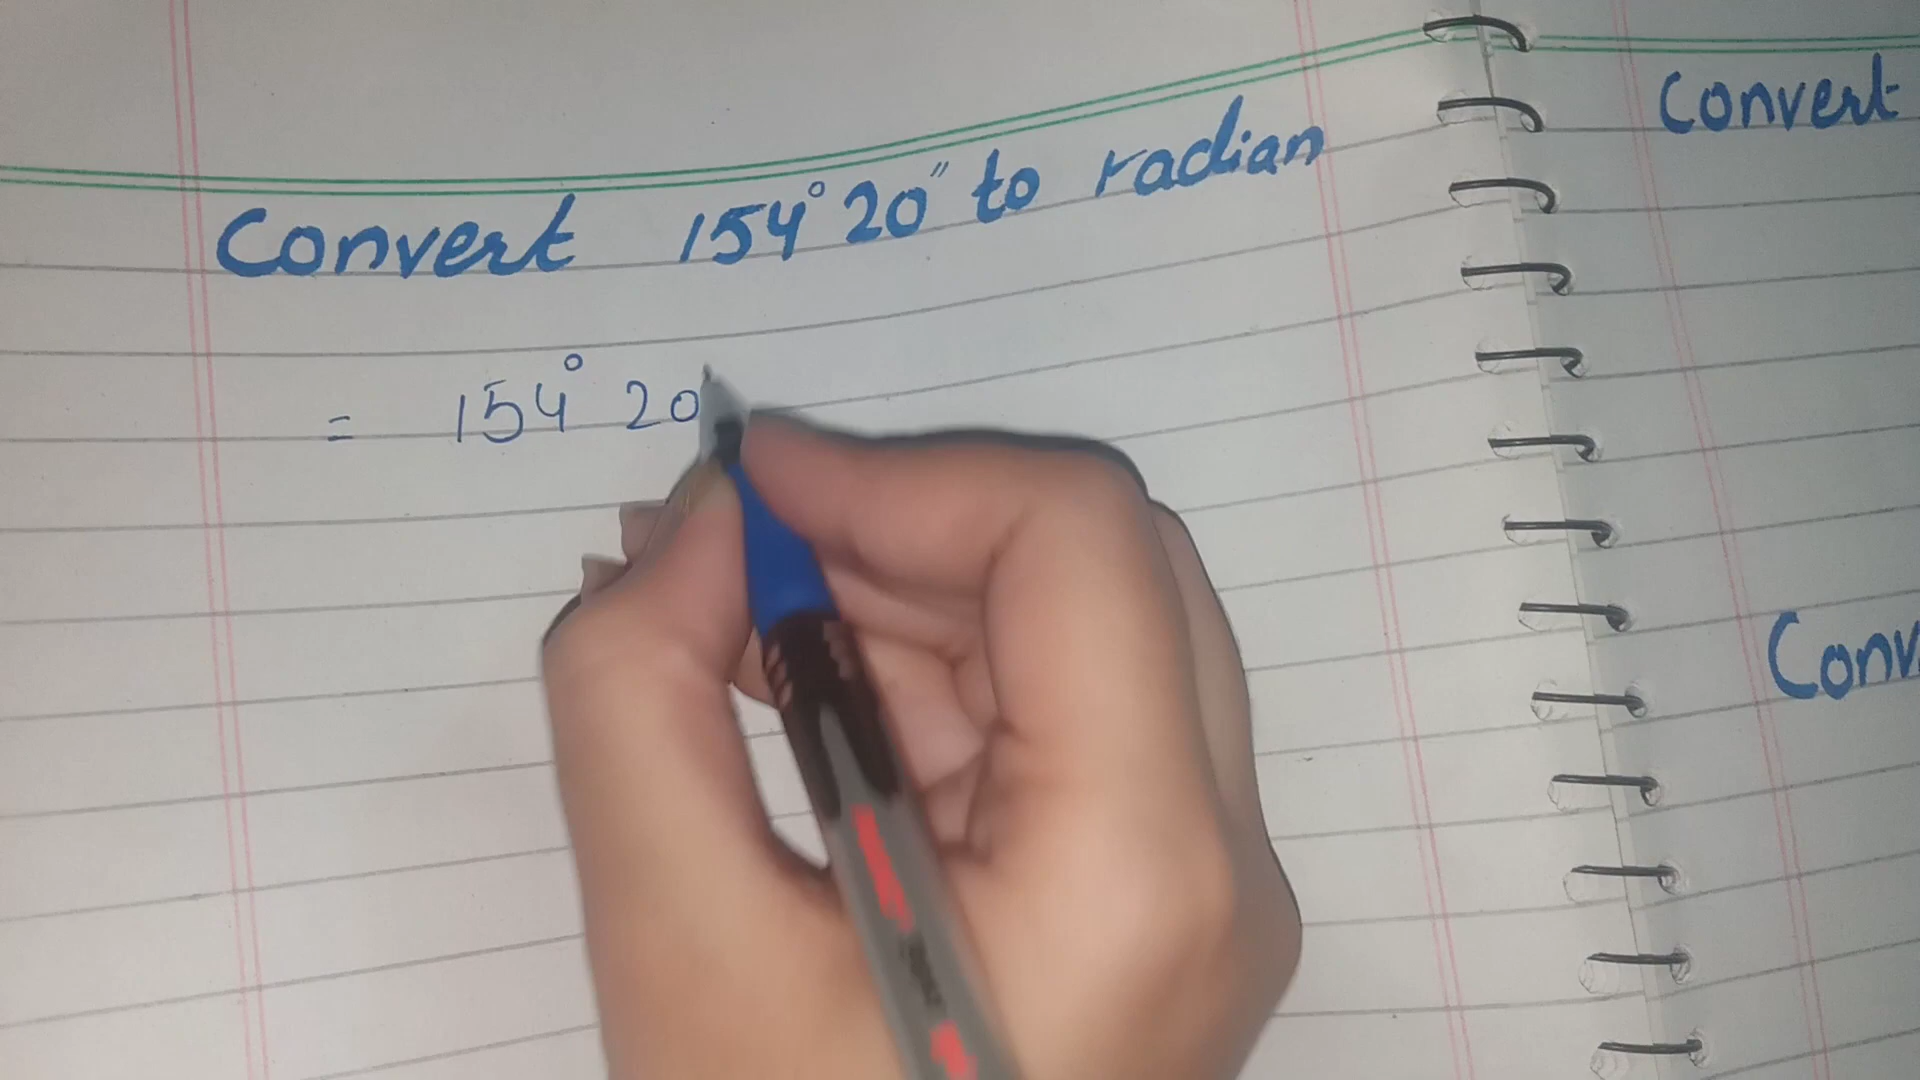 Convert 154° 20" to radian
= 154° 20
Convert
Conv